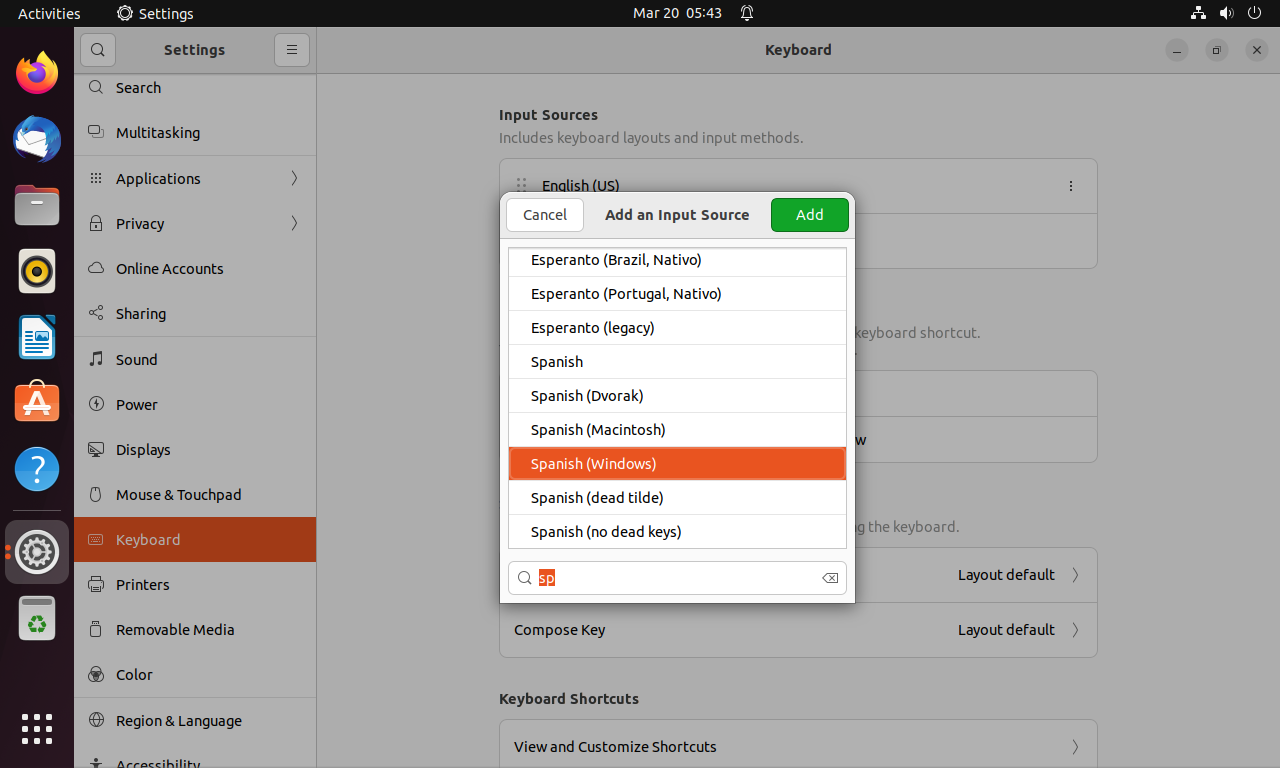 Activities
Settings
Mar 20 05:43
Settings
Keyboard
Search
Multitasking
Applications
Privacy
Online Accounts
Sharing
Sound
Power
Displays
Mouse & Touchpad
Keyboard
Printers
Removable Media
Color
Region & Language
Accessibility
Input Sources
Includes keyboard layouts and input methods.
English (US)
Cancel
Add an Input Source
Add
Esperanto (Brazil, Nativo)
Esperanto (Portugal, Nativo)
Esperanto (legacy)
Spanish
Spanish (Dvorak)
Spanish (Macintosh)
Spanish (Windows)
Spanish (dead tilde)
Spanish (no dead keys)
sp
keyboard shortcut.
the keyboard.
Layout default
Compose Key
Layout default
Keyboard Shortcuts
View and Customize Shortcuts